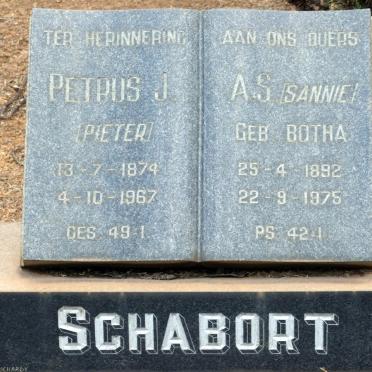 TER HERINNERING AAN ONS OUERS
PETRUS J.
[PIETER]
13-7-1874
4-10-1967
GES. 49:1.
A.S. [SANNIE]
GEB. BOTHA
25-4-1892
22-9-1975
PS. 42:1.
SCHABORT